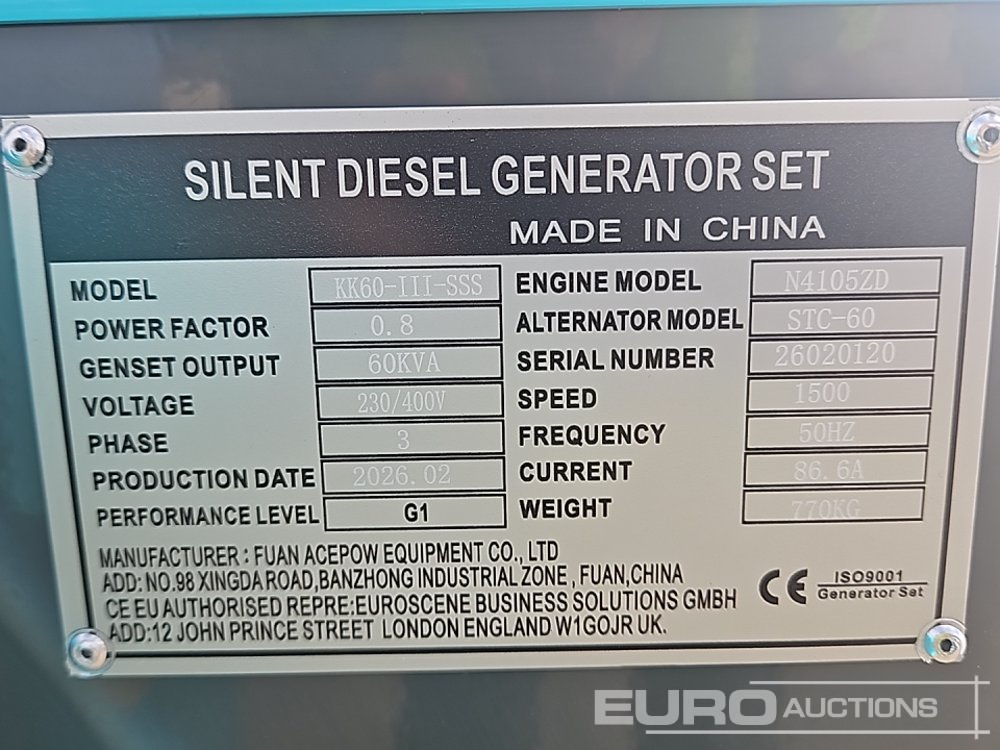 SILENT DIESEL GENERATOR SET
MADE IN CHINA
MODEL KK60-III-SSS ENGINE MODEL N4105ZD
POWER FACTOR 0.8 ALTERNATOR MODEL STC-60
GENSET OUTPUT 60KVA SERIAL NUMBER 26020120
VOLTAGE 230/400V SPEED 1500
PHASE 3 FREQUENCY 50HZ
PRODUCTION DATE 2026.02 CURRENT 86.6A
PERFORMANCE LEVEL G1 WEIGHT 770KG
MANUFACTURER : FUAN ACEPOW EQUIPMENT CO., LTD
ADD: NO.98 XINGDA ROAD,BANZHONG INDUSTRIAL ZONE , FUAN,CHINA
CE EU AUTHORISED REPRE:EUROSCENE BUSINESS SOLUTIONS GMBH
ADD:12 JOHN PRINCE STREET LONDON ENGLAND W1GOJR UK.
CE ISO9001
Generator Set
EURO AUCTIONS